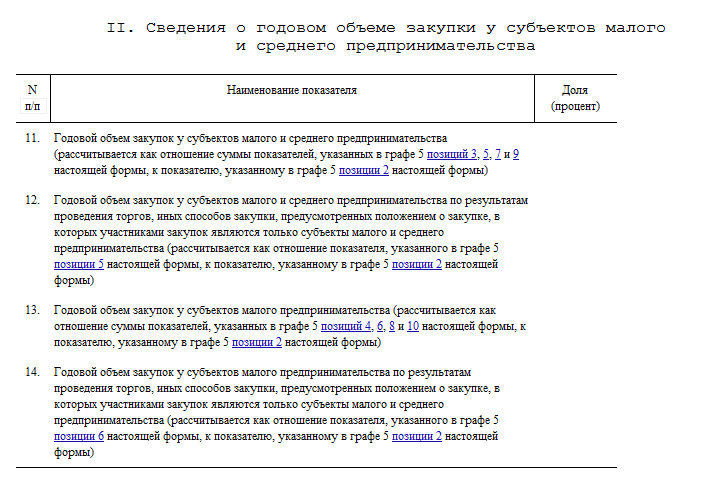 II. Сведения о годовом объеме закупки у субъектов малого
и среднего предпринимательства
N
п/п
Наименование показателя
Доля
(процент)
11. Годовой объем закупок у субъектов малого и среднего предпринимательства
(рассчитывается как отношение суммы показателей, указанных в графе 5 позиций 3, 5, 7 и 9
настоящей формы, к показателю, указанному в графе 5 позиции 2 настоящей формы)
12. Годовой объем закупок у субъектов малого и среднего предпринимательства по результатам
проведения торгов, иных способов закупки, предусмотренных положением о закупке, в
которых участниками закупок являются только субъекты малого и среднего
предпринимательства (рассчитывается как отношение показателя, указанного в графе 5
позиции 5 настоящей формы, к показателю, указанному в графе 5 позиции 2 настоящей
формы)
13. Годовой объем закупок у субъектов малого предпринимательства (рассчитывается как
отношение суммы показателей, указанных в графе 5 позиций 4, 6, 8 и 10 настоящей формы, к
показателю, указанному в графе 5 позиции 2 настоящей формы)
14. Годовой объем закупок у субъектов малого предпринимательства по результатам
проведения торгов, иных способов закупки, предусмотренных положением о закупке, в
которых участниками закупок являются только субъекты малого и среднего
предпринимательства (рассчитывается как отношение показателя, указанного в графе 5
позиции 6 настоящей формы, к показателю, указанному в графе 5 позиции 2 настоящей
формы)